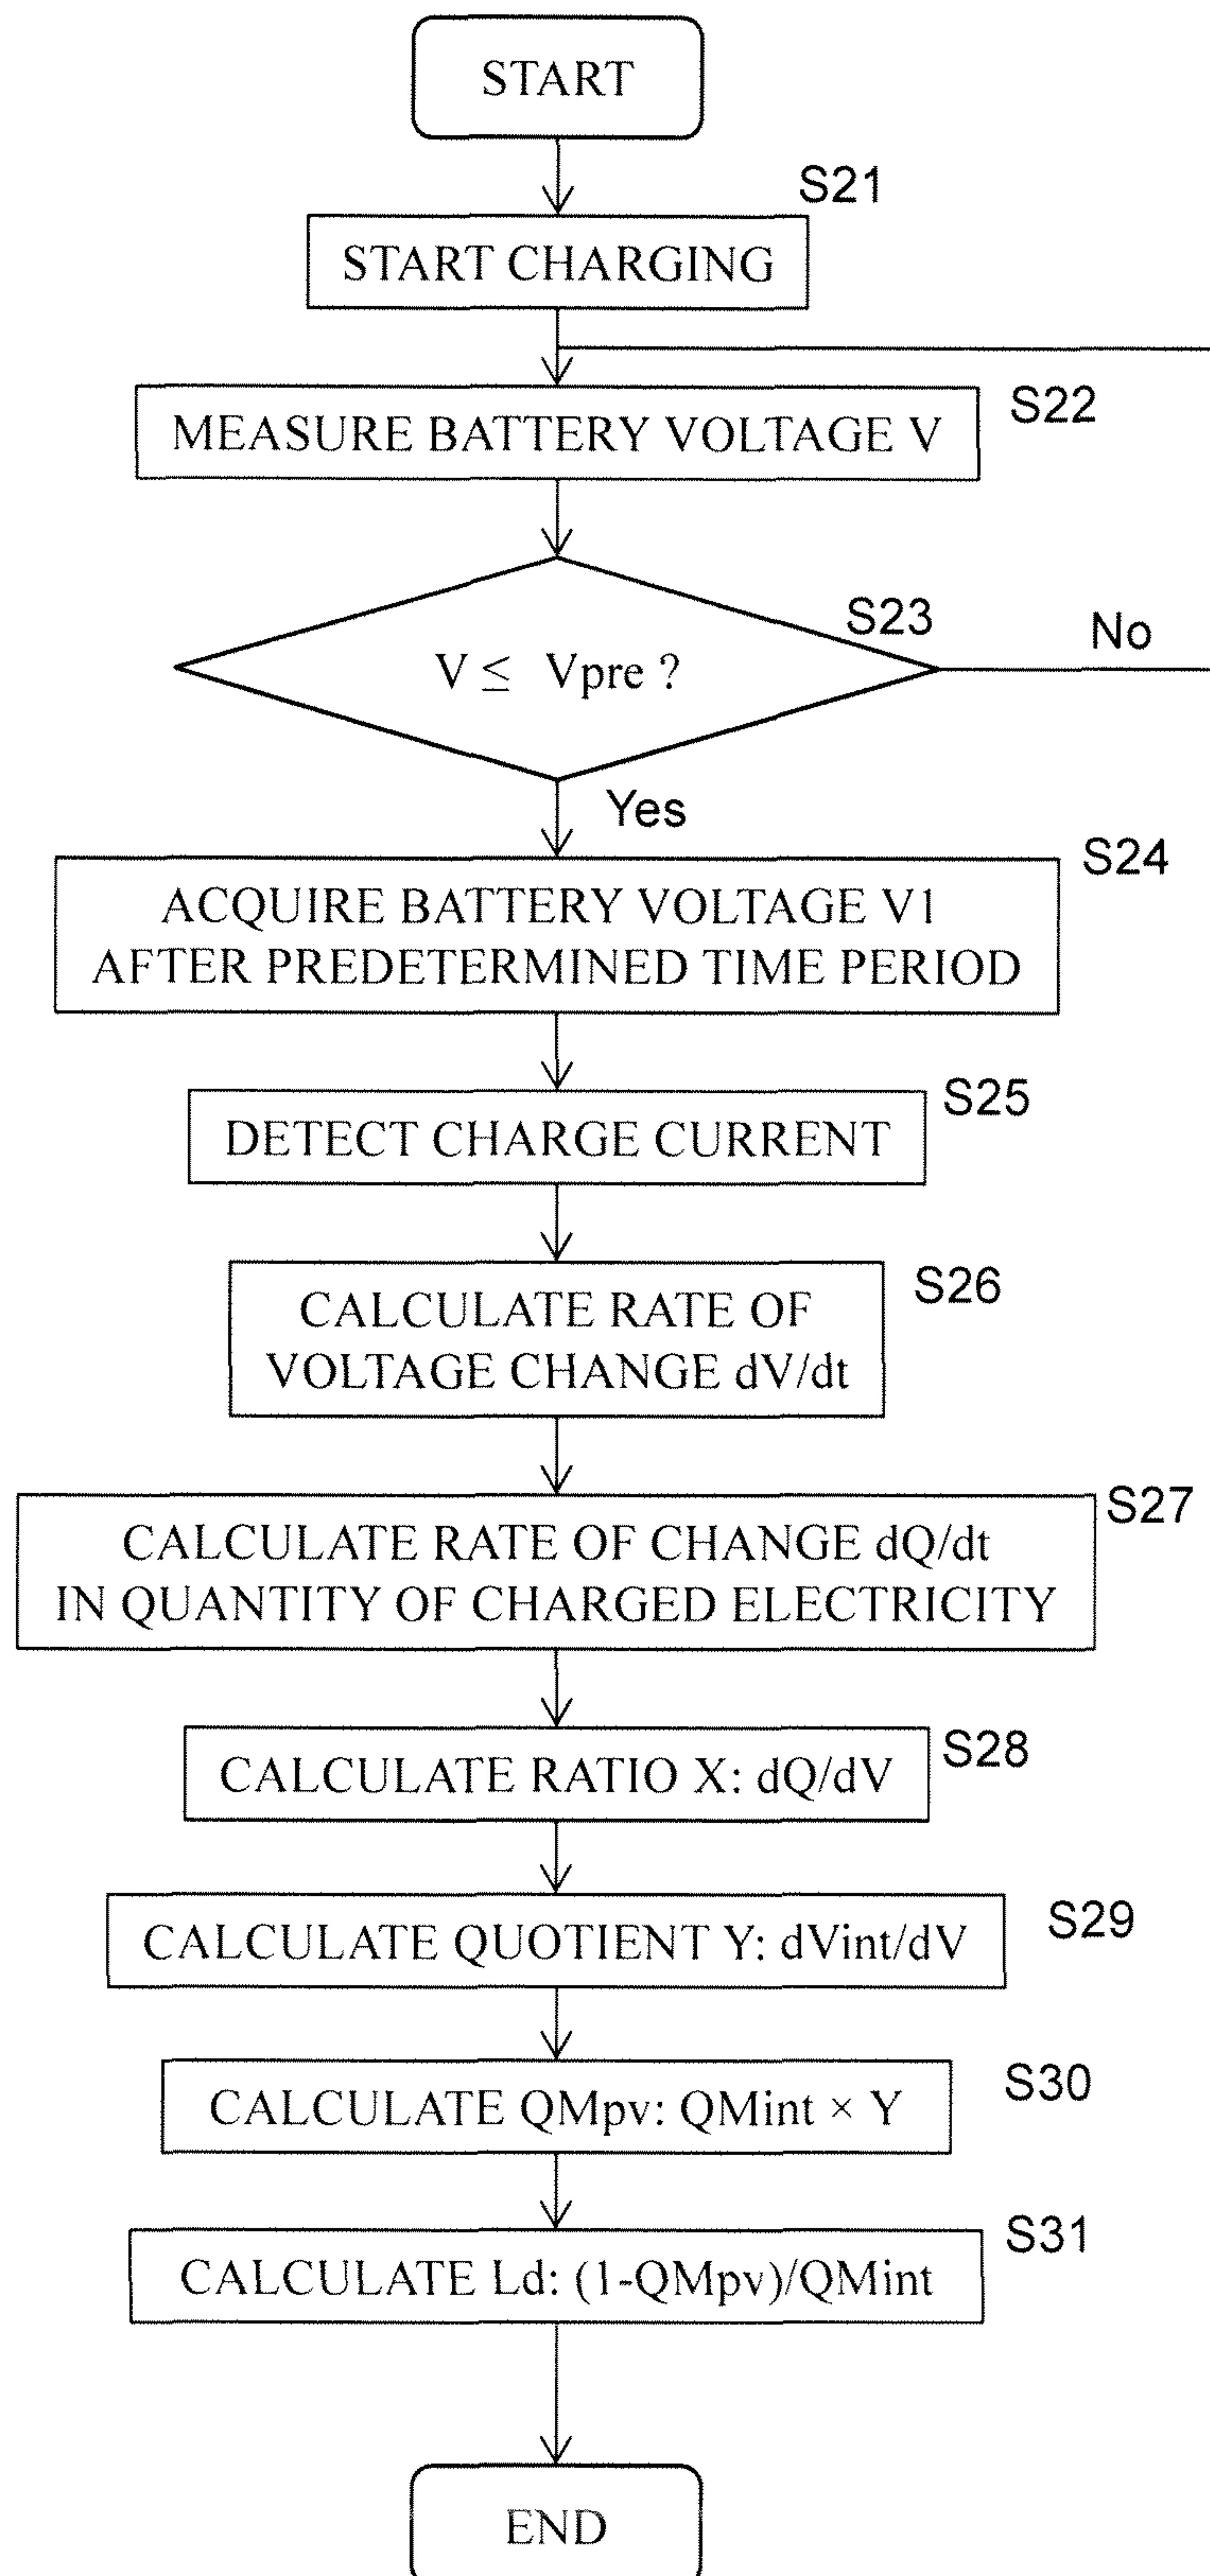 START
S21
START CHARGING
S22
MEASURE BATTERY VOLTAGE V
S23
V ≤ Vpre ?
No
Yes
S24
ACQUIRE BATTERY VOLTAGE V1
AFTER PREDETERMINED TIME PERIOD
S25
DETECT CHARGE CURRENT
S26
CALCULATE RATE OF
VOLTAGE CHANGE dV/dt
S27
CALCULATE RATE OF CHANGE dQ/dt
IN QUANTITY OF CHARGED ELECTRICITY
S28
CALCULATE RATIO X: dQ/dV
S29
CALCULATE QUOTIENT Y: dVint/dV
S30
CALCULATE QMpv: QMint × Y
S31
CALCULATE Ld: (1-QMpv)/QMint
END